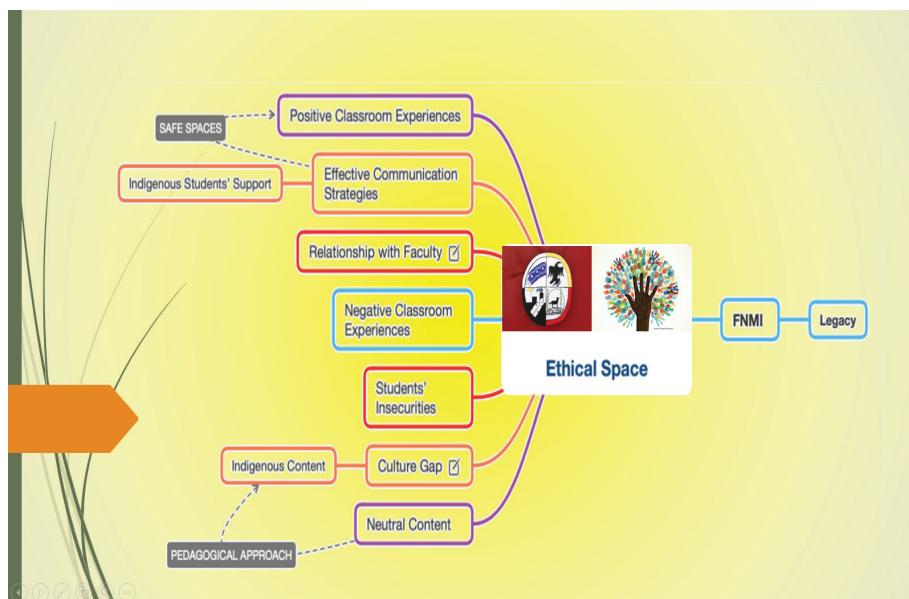 Positive Classroom Experiences
SAFE SPACES
Effective Communication
Strategies
Indigenous Students' Support
Relationship with Faculty
Negative Classroom
Experiences
Ethical Space
FNMI
Legacy
Students'
Insecurities
Indigenous Content
Culture Gap
Neutral Content
PEDAGOGICAL APPROACH